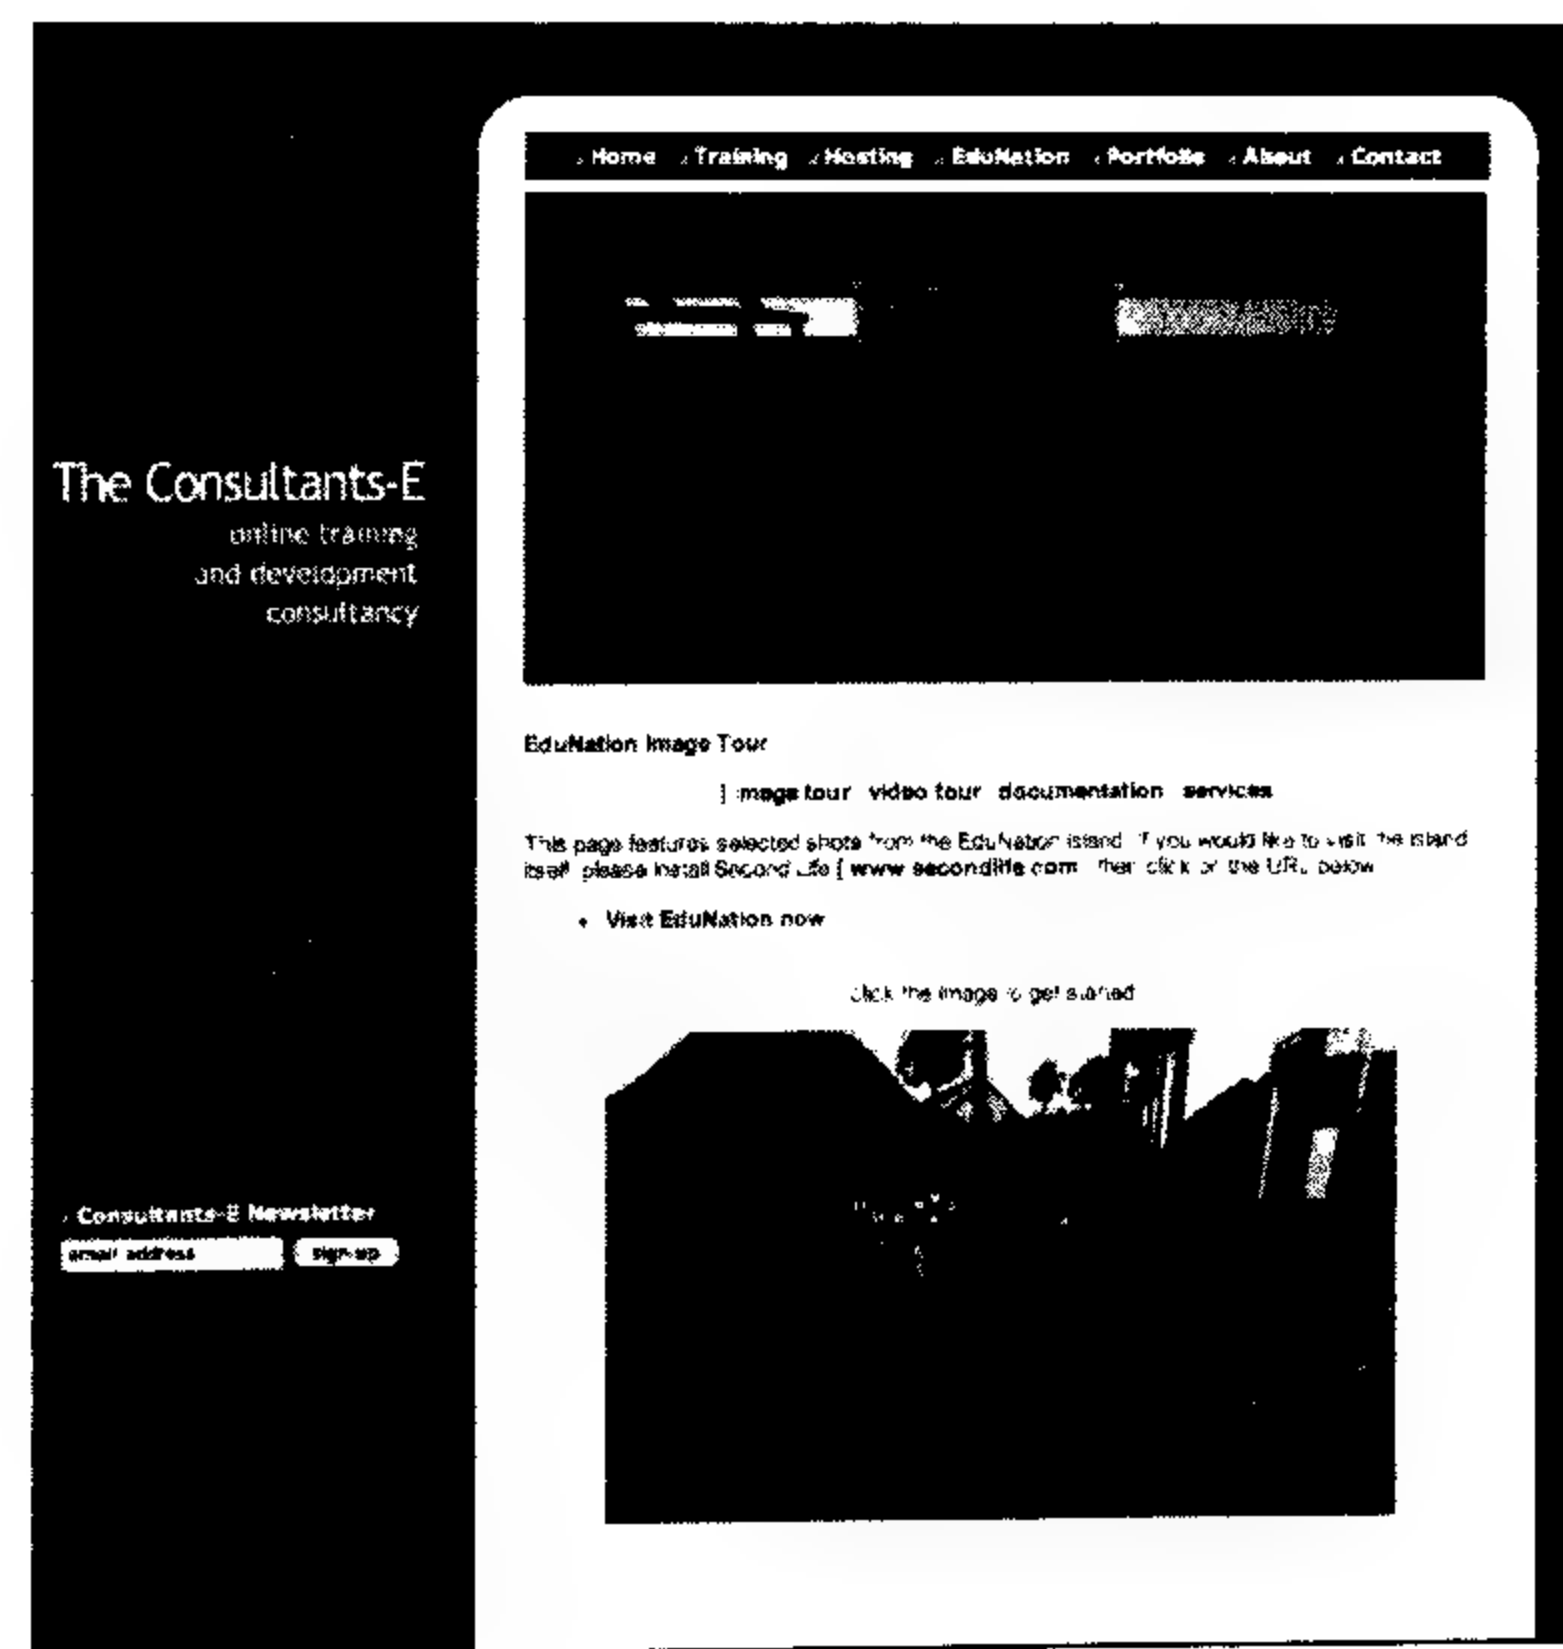 Home Training Hosting EduNation Portfolio About Contact
The Consultants-E
online training
and development
consultancy
EduNation Image Tour
[ image tour video tour documentation services
This page features selected shots from the EduNation island. If you would like to visit the island
itself, please install Second Life [ www.secondlife.com then click on the URL below
• Visit EduNation now
click the image to get started
Consultants-E Newsletter
email address sign-up